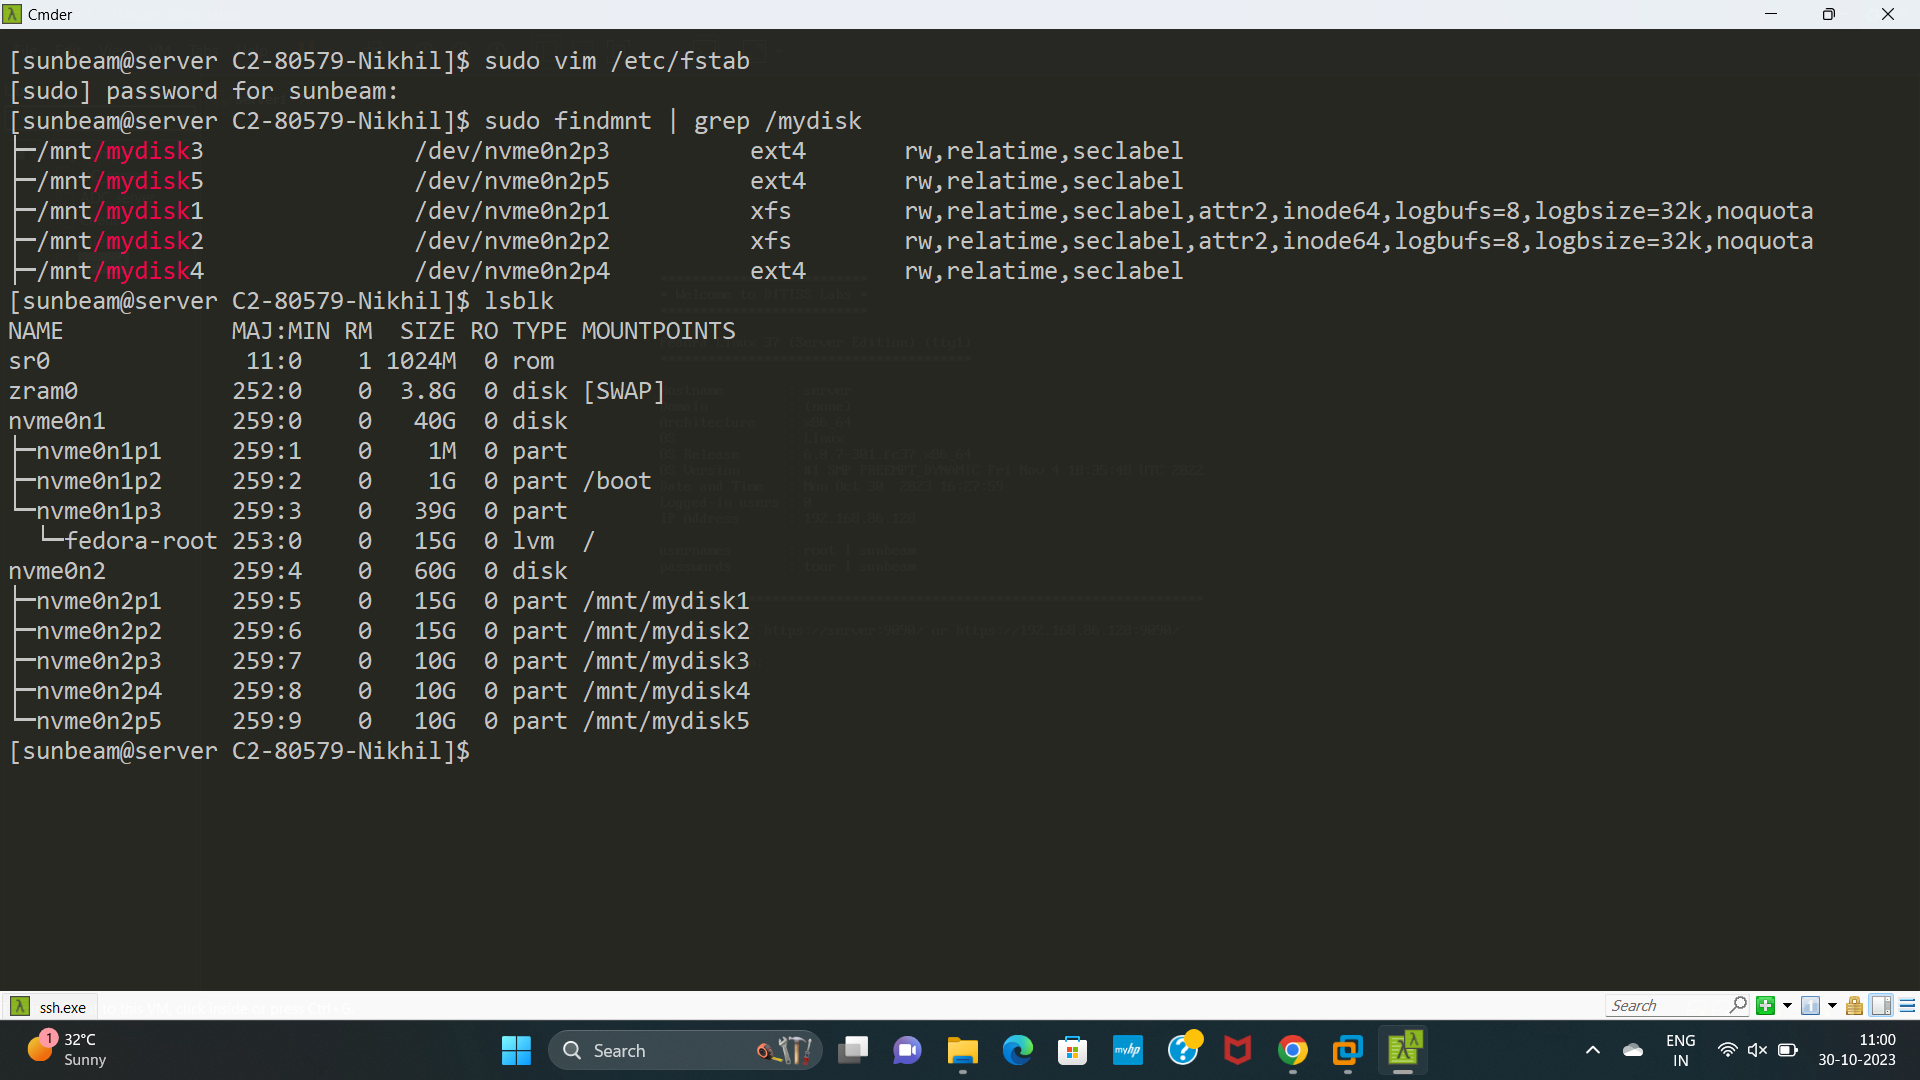 Cmder
[sunbeam@server C2-80579-Nikhil]$ sudo vim /etc/fstab
[sudo] password for sunbeam:
[sunbeam@server C2-80579-Nikhil]$ sudo findmnt | grep /mydisk
├─/mnt/mydisk3 /dev/nvme0n2p3 ext4 rw,relatime,seclabel
├─/mnt/mydisk5 /dev/nvme0n2p5 ext4 rw,relatime,seclabel
├─/mnt/mydisk1 /dev/nvme0n2p1 xfs rw,relatime,seclabel,attr2,inode64,logbufs=8,logbsize=32k,noquota
├─/mnt/mydisk2 /dev/nvme0n2p2 xfs rw,relatime,seclabel,attr2,inode64,logbufs=8,logbsize=32k,noquota
├─/mnt/mydisk4 /dev/nvme0n2p4 ext4 rw,relatime,seclabel
[sunbeam@server C2-80579-Nikhil]$ lsblk
NAME MAJ:MIN RM SIZE RO TYPE MOUNTPOINTS
sr0 11:0 1 1024M 0 rom
zram0 252:0 0 3.8G 0 disk [SWAP]
nvme0n1 259:0 0 40G 0 disk
├─nvme0n1p1 259:1 0 1M 0 part
├─nvme0n1p2 259:2 0 1G 0 part /boot
└─nvme0n1p3 259:3 0 39G 0 part
└─fedora-root 253:0 0 15G 0 lvm /
nvme0n2 259:4 0 60G 0 disk
├─nvme0n2p1 259:5 0 15G 0 part /mnt/mydisk1
├─nvme0n2p2 259:6 0 15G 0 part /mnt/mydisk2
├─nvme0n2p3 259:7 0 10G 0 part /mnt/mydisk3
├─nvme0n2p4 259:8 0 10G 0 part /mnt/mydisk4
└─nvme0n2p5 259:9 0 10G 0 part /mnt/mydisk5
[sunbeam@server C2-80579-Nikhil]$
ssh.exe
Search
1
32°C
Sunny
Search
myhp
ENG
IN
11:00
30-10-2023